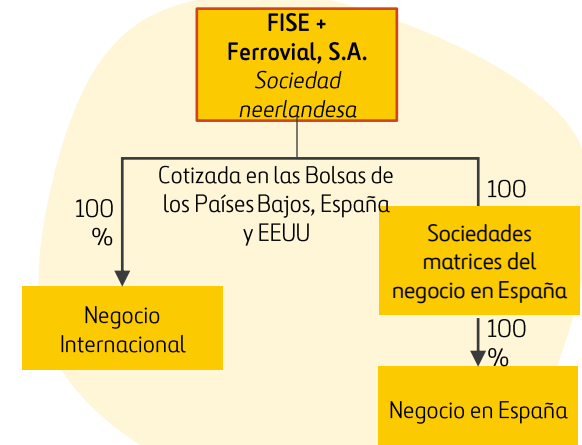 FISE +
Ferrovial, S.A.
Sociedad
neerlandesa
Cotizada en las Bolsas de
los Países Bajos, España
y EEUU
100
%
100
Sociedades
matrices del
negocio en España
Negocio
Internacional
100
%
Negocio en España